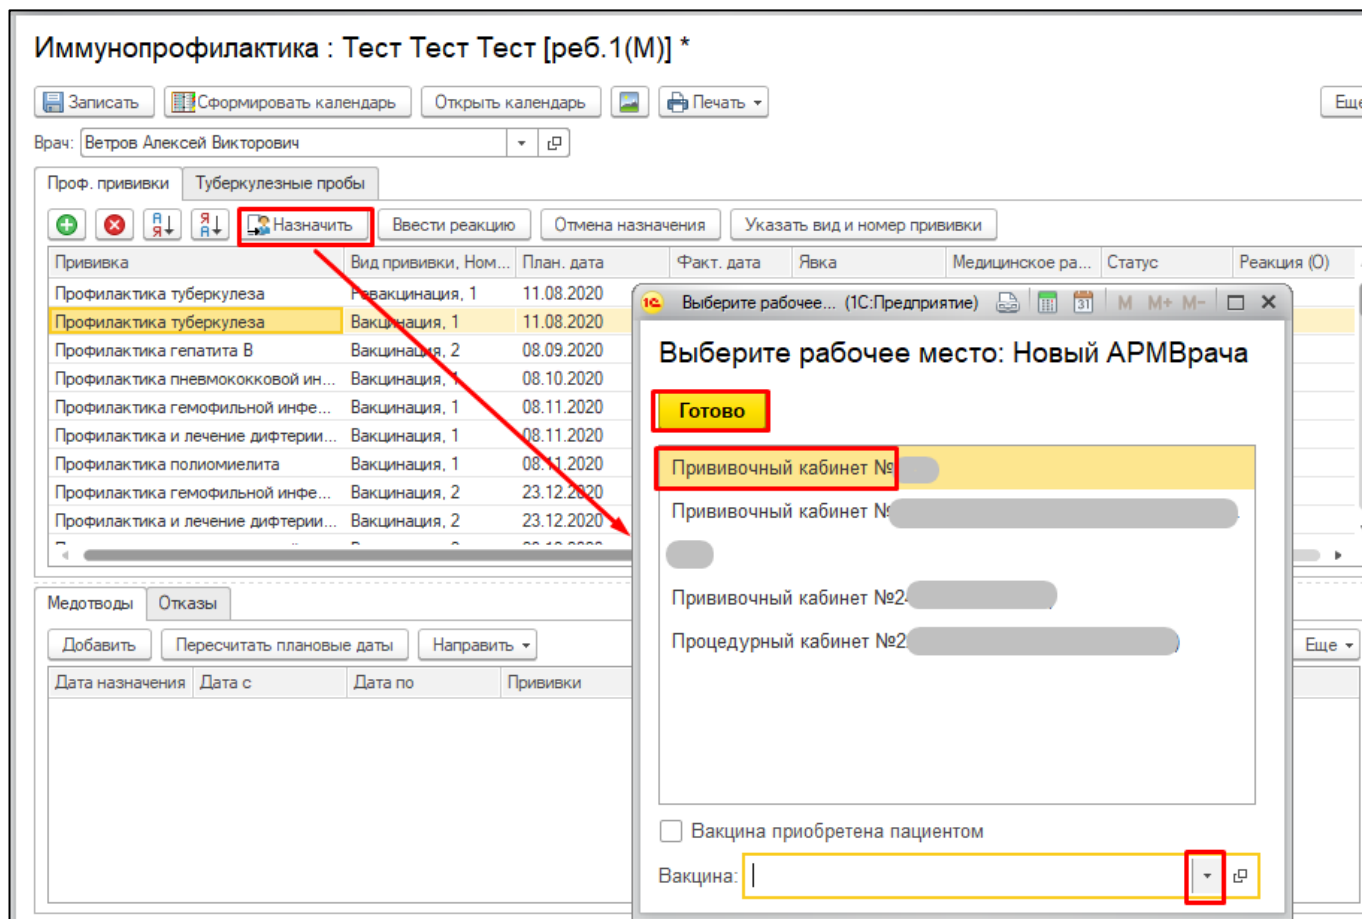 Иммунопрофилактика : Тест Тест Тест [реб.1(М)] *
Записать Сформировать календарь Открыть календарь Печать
Врач: Ветров Алексей Викторович
Проф. прививки Туберкулезные пробы
Назначить Ввести реакцию Отмена назначения Указать вид и номер прививки
Прививка Вид прививки, Ном... План. дата Факт. дата Явка Медицинское ра... Статус Реакция (О)
Профилактика туберкулеза Ревакцинация, 1 11.08.2020
Профилактика туберкулеза Вакцинация, 1 11.08.2020
Профилактика гепатита В Вакцинация, 2 08.09.2020
Профилактика пневмококковой ин... Вакцинация, 1 08.10.2020
Профилактика гемофильной инфе... Вакцинация, 1 08.11.2020
Профилактика и лечение дифтерии... Вакцинация, 1 08.11.2020
Профилактика полиомиелита Вакцинация, 1 08.11.2020
Профилактика гемофильной инфе... Вакцинация, 2 23.12.2020
Профилактика и лечение дифтерии... Вакцинация, 2 23.12.2020
Медотводы Отказы
Добавить Пересчитать плановые даты Направить Еще
Дата назначения Дата с Дата по Прививки
1С Выберите рабочее... (1С:Предприятие) 31 M M+ M-
Выберите рабочее место: Новый АРМВрача
Готово
Прививочный кабинет №
Прививочный кабинет №
Прививочный кабинет №2
Процедурный кабинет №2
Вакцина приобретена пациентом
Вакцина: